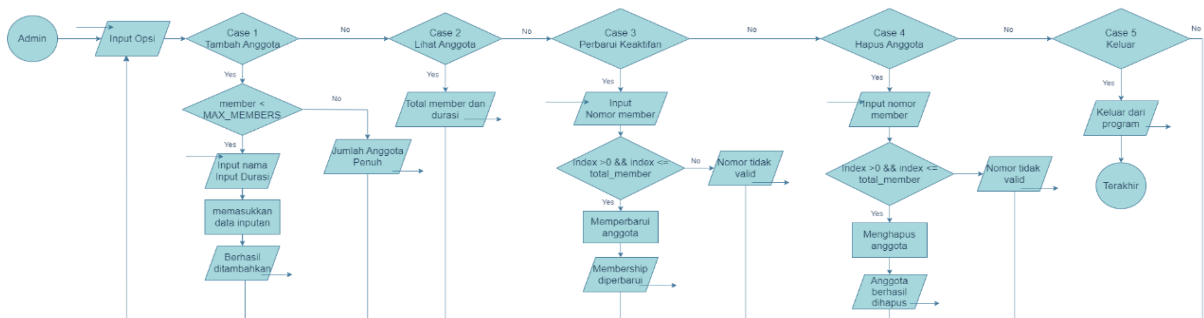 Admin
Input Opsi
Case 1
Tambah Anggota
No
Case 2
Lihat Anggota
No
Case 3
Perbarui Keaktifan
No
Case 4
Hapus Anggota
No
Case 5
Keluar
No
Yes
Yes
Yes
Yes
Yes
member <
MAX_MEMBERS
No
Total member dan
durasi
Input
Nomor member
Input nomor
member
Keluar dari
program
Yes
Jumlah Anggota
Penuh
Input nama
Input Durasi
Index >0 && index <=
total_member
No
Nomor tidak
valid
Index >0 && index <=
total_member
No
Nomor tidak
valid
Terakhir
Yes
Yes
memasukkan
data inputan
Memperbarui
anggota
Menghapus
anggota
Berhasil
ditambahkan
Membership
diperbarui
Anggota
berhasil
dihapus